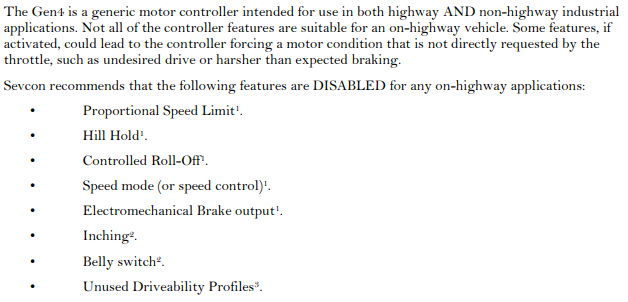 The Gen4 is a generic motor controller intended for use in both highway AND non-highway industrial
applications. Not all of the controller features are suitable for an on-highway vehicle. Some features, if
activated, could lead to the controller forcing a motor condition that is not directly requested by the
throttle, such as undesired drive or harsher than expected braking.
Sevcon recommends that the following features are DISABLED for any on-highway applications:
• Proportional Speed Limit¹.
• Hill Hold¹.
• Controlled Roll-Off¹.
• Speed mode (or speed control)¹.
• Electromechanical Brake output¹.
• Inching².
• Belly switch².
• Unused Driveability Profiles³.